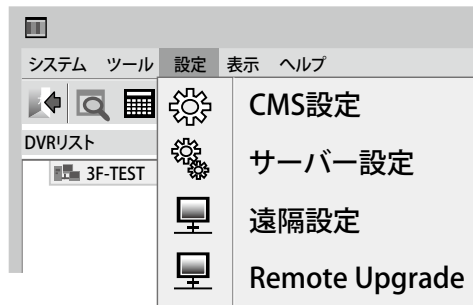 システム ツール 設定 表示 ヘルプ
CMS設定
サーバー設定
遠隔設定
Remote Upgrade
DVRリスト
3F-TEST